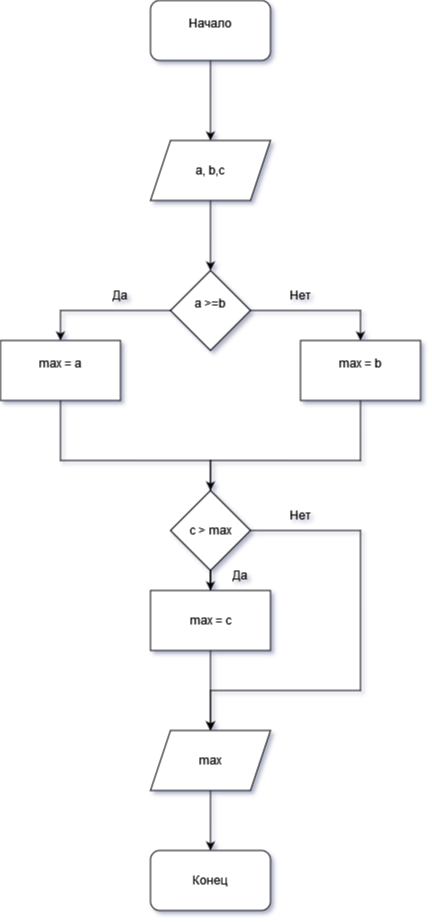 Начало
a, b,c
a >=b
Да
Нет
max = a
max = b
c > max
Нет
Да
max = c
max
Конец